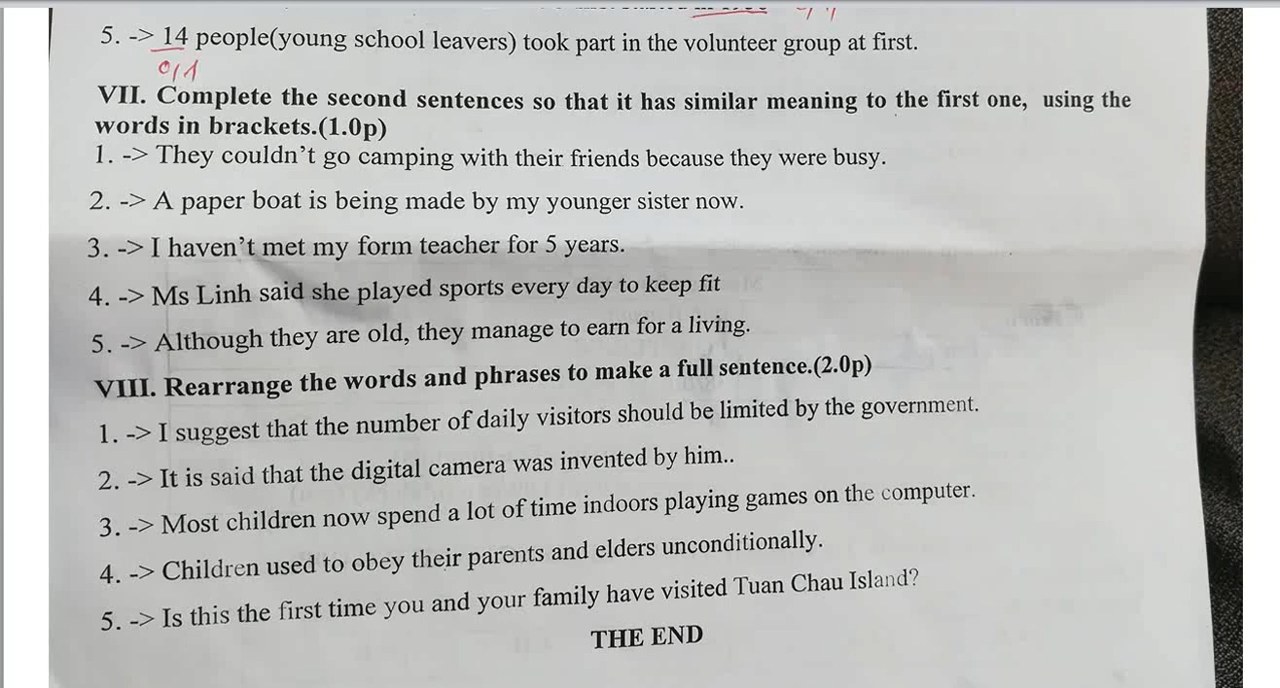 5. -> 14 people(young school leavers) took part in the volunteer group at first.
0/1
VII. Complete the second sentences so that it has similar meaning to the first one, using the
words in brackets.(1.0p)
1. -> They couldn’t go camping with their friends because they were busy.
2. -> A paper boat is being made by my younger sister now.
3. -> I haven’t met my form teacher for 5 years.
4. -> Ms Linh said she played sports every day to keep fit
5. -> Although they are old, they manage to earn for a living.
VIII. Rearrange the words and phrases to make a full sentence.(2.0p)
1. -> I suggest that the number of daily visitors should be limited by the government.
2. -> It is said that the digital camera was invented by him..
3. -> Most children now spend a lot of time indoors playing games on the computer.
4. -> Children used to obey their parents and elders unconditionally.
5. -> Is this the first time you and your family have visited Tuan Chau Island?
THE END